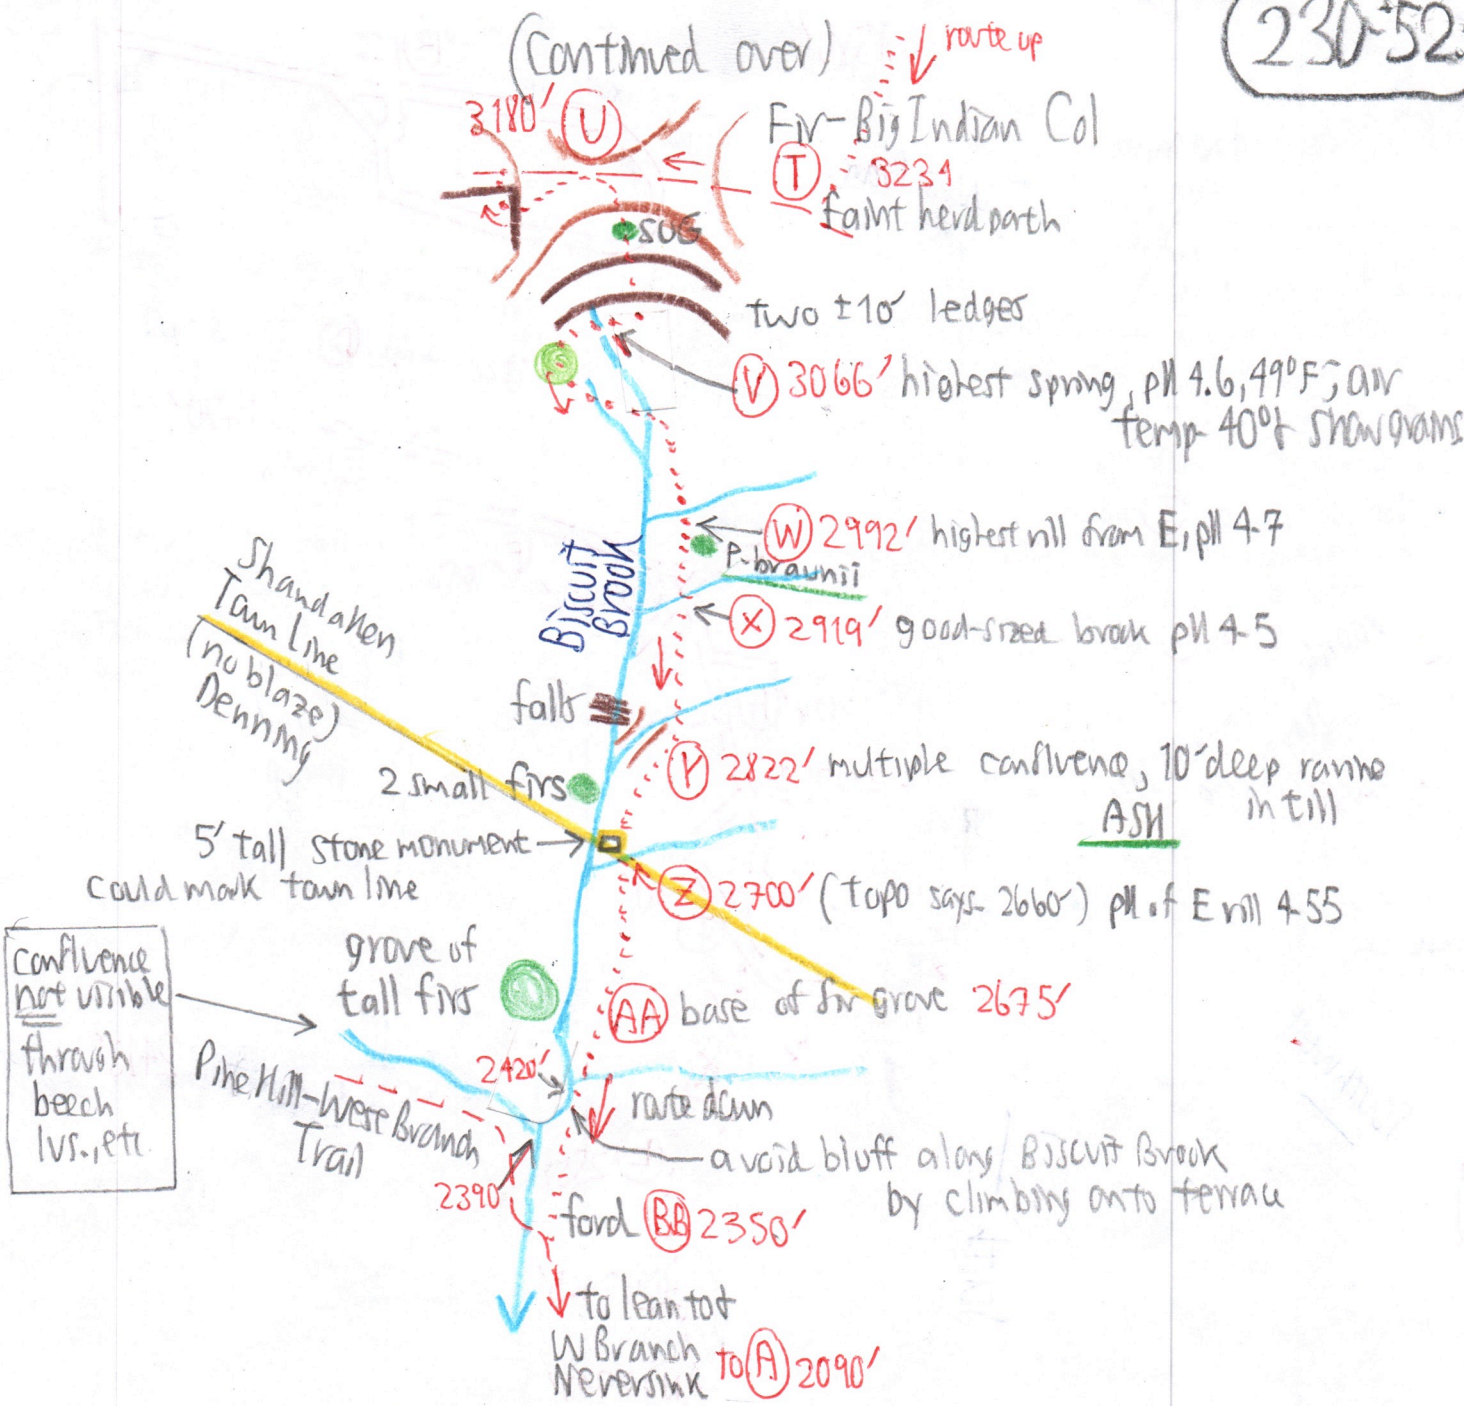 230-52
(Continued over)
route up
3180' U
Fir-Big Indian Col
T 3234
faint herd path
SUG
two ±10' ledges
S
V 3066' highest spring, pH 4.6, 49°F; air
temp 40°F snow grains
W 2992' highest rill from E, pH 4.7
P. braunii
Biscuit
Brook
X 2919' good-sized brook pH 4.5
Shandaken
Town Line
(no blaze)
Denning
falls
Y 2822' multiple confluence, 10' deep ravine
in till
ASH
2 small firs
5' tall stone monument
could mark town line
Z 2700' (topo says 2660') pH of E rill 4.55
grove of
tall firs
AA base of fir grove 2675'
confluence
not visible
through
beech
lvs., etc.
2420'
Pine Hill-West Branch
Trail
route down
avoid bluff along Biscuit Brook
by climbing onto terrace
2390'
ford BB 2350'
to lean to &
W Branch
Neversink
to A 2090'